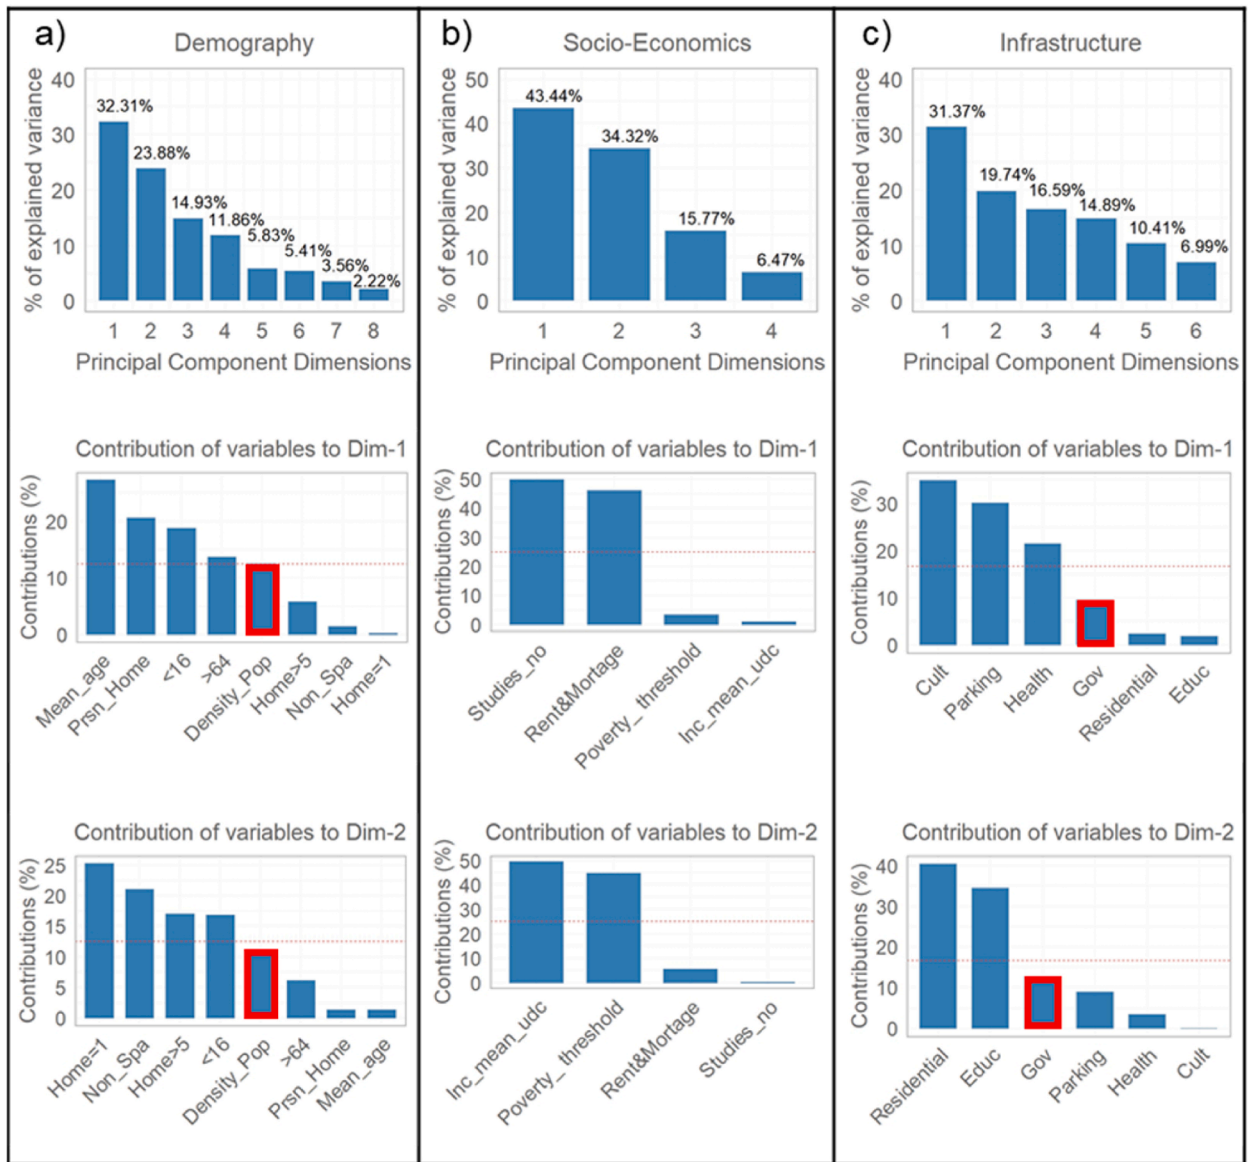 a)
Demography
% of explained variance
40
30
20
10
0
32.31%
23.88%
14.93%
11.86%
5.83%
5.41%
3.56%
2.22%
1 2 3 4 5 6 7 8
Principal Component Dimensions
Contribution of variables to Dim-1
Contributions (%)
20
10
0
Mean_age
Prsn_Home
<16
>64
Density_Pop
Home>5
Non_Spa
Home=1
Contribution of variables to Dim-2
Contributions (%)
25
20
15
10
5
0
Home=1
Non_Spa
Home>5
<16
Density_Pop
>64
Prsn_Home
Mean_age
b)
Socio-Economics
% of explained variance
50
40
30
20
10
0
43.44%
34.32%
15.77%
6.47%
1 2 3 4
Principal Component Dimensions
Contribution of variables to Dim-1
Contributions (%)
50
40
30
20
10
0
Studies_no
Rent&Mortage
Poverty_ threshold
Inc_mean_udc
Contribution of variables to Dim-2
Contributions (%)
50
40
30
20
10
0
Inc_mean_udc
Poverty_ threshold
Rent&Mortage
Studies_no
c)
Infrastructure
% of explained variance
40
30
20
10
0
31.37%
19.74%
16.59%
14.89%
10.41%
6.99%
1 2 3 4 5 6
Principal Component Dimensions
Contribution of variables to Dim-1
Contributions (%)
30
20
10
0
Cult
Parking
Health
Gov
Residential
Educ
Contribution of variables to Dim-2
Contributions (%)
40
30
20
10
0
Residential
Educ
Gov
Parking
Health
Cult